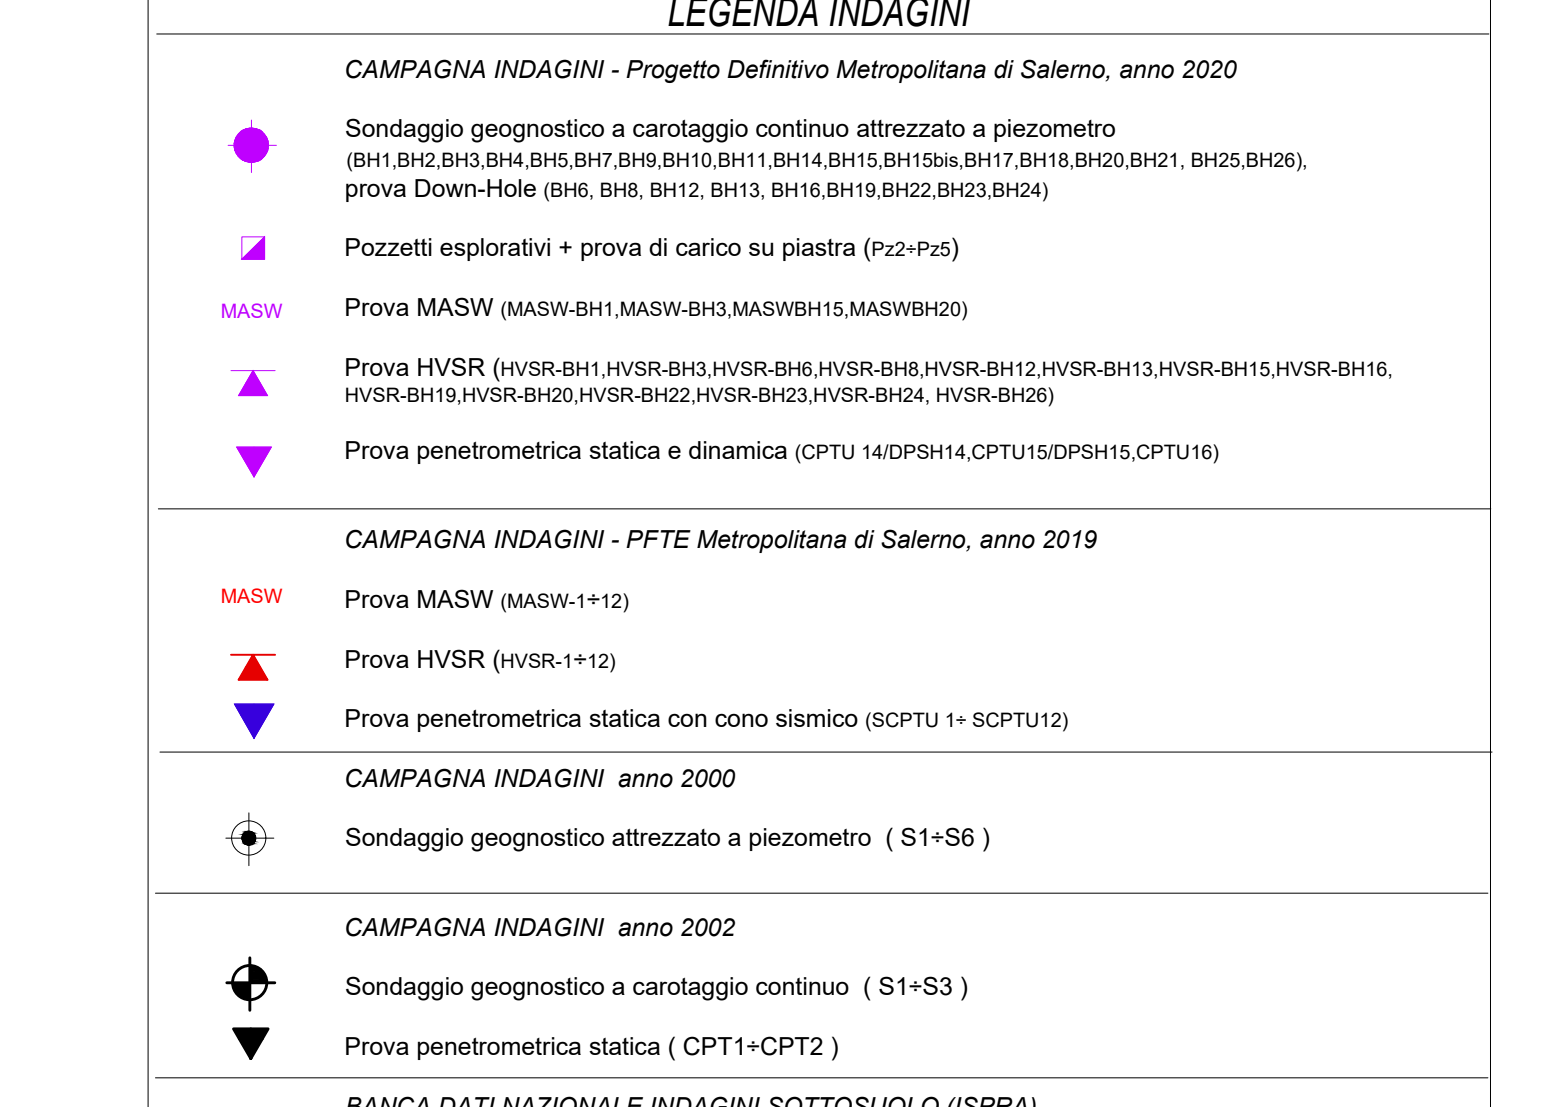 LEGENDA INDAGINI
CAMPAGNA INDAGINI - Progetto Definitivo Metropolitana di Salerno, anno 2020
Sondaggio geognostico a carotaggio continuo attrezzato a piezometro
(BH1,BH2,BH3,BH4,BH5,BH7,BH9,BH10,BH11,BH14,BH15,BH15bis,BH17,BH18,BH20,BH21, BH25,BH26),
prova Down-Hole (BH6, BH8, BH12, BH13, BH16,BH19,BH22,BH23,BH24)
Pozzetti esplorativi + prova di carico su piastra (Pz2÷Pz5)
MASW Prova MASW (MASW-BH1,MASW-BH3,MASWBH15,MASWBH20)
Prova HVSR (HVSR-BH1,HVSR-BH3,HVSR-BH6,HVSR-BH8,HVSR-BH12,HVSR-BH13,HVSR-BH15,HVSR-BH16,
HVSR-BH19,HVSR-BH20,HVSR-BH22,HVSR-BH23,HVSR-BH24, HVSR-BH26)
Prova penetrometrica statica e dinamica (CPTU 14/DPSH14,CPTU15/DPSH15,CPTU16)
CAMPAGNA INDAGINI - PFTE Metropolitana di Salerno, anno 2019
MASW Prova MASW (MASW-1÷12)
Prova HVSR (HVSR-1÷12)
Prova penetrometrica statica con cono sismico (SCPTU 1÷ SCPTU12)
CAMPAGNA INDAGINI anno 2000
Sondaggio geognostico attrezzato a piezometro ( S1÷S6 )
CAMPAGNA INDAGINI anno 2002
Sondaggio geognostico a carotaggio continuo ( S1÷S3 )
Prova penetrometrica statica ( CPT1÷CPT2 )
BANCA DATI NAZIONALE INDAGINI SOTTOSUOLO (ISPRA)